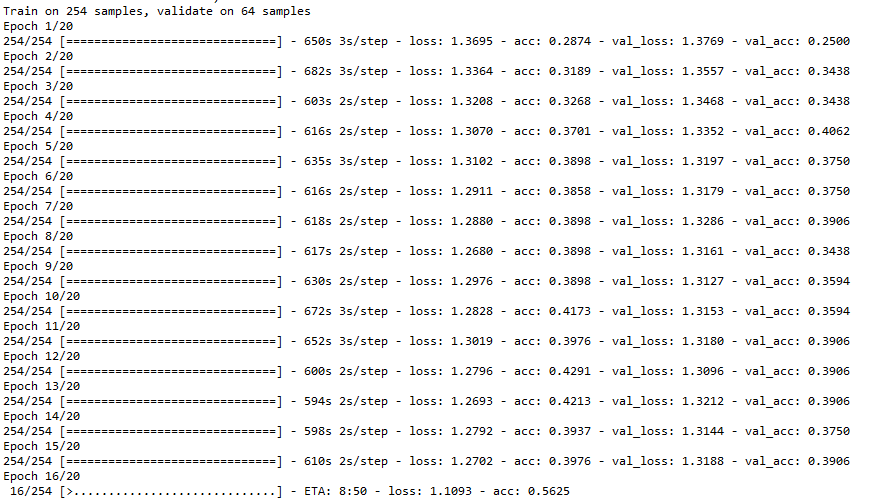 Train on 254 samples, validate on 64 samples
Epoch 1/20
254/254 [==============================] - 650s 3s/step - loss: 1.3695 - acc: 0.2874 - val_loss: 1.3769 - val_acc: 0.2500
Epoch 2/20
254/254 [==============================] - 682s 3s/step - loss: 1.3364 - acc: 0.3189 - val_loss: 1.3557 - val_acc: 0.3438
Epoch 3/20
254/254 [==============================] - 603s 2s/step - loss: 1.3208 - acc: 0.3268 - val_loss: 1.3468 - val_acc: 0.3438
Epoch 4/20
254/254 [==============================] - 616s 2s/step - loss: 1.3070 - acc: 0.3701 - val_loss: 1.3352 - val_acc: 0.4062
Epoch 5/20
254/254 [==============================] - 635s 3s/step - loss: 1.3102 - acc: 0.3898 - val_loss: 1.3197 - val_acc: 0.3750
Epoch 6/20
254/254 [==============================] - 616s 2s/step - loss: 1.2911 - acc: 0.3858 - val_loss: 1.3179 - val_acc: 0.3750
Epoch 7/20
254/254 [==============================] - 618s 2s/step - loss: 1.2880 - acc: 0.3898 - val_loss: 1.3286 - val_acc: 0.3906
Epoch 8/20
254/254 [==============================] - 617s 2s/step - loss: 1.2680 - acc: 0.3898 - val_loss: 1.3161 - val_acc: 0.3438
Epoch 9/20
254/254 [==============================] - 630s 2s/step - loss: 1.2976 - acc: 0.3898 - val_loss: 1.3127 - val_acc: 0.3594
Epoch 10/20
254/254 [==============================] - 672s 3s/step - loss: 1.2828 - acc: 0.4173 - val_loss: 1.3153 - val_acc: 0.3594
Epoch 11/20
254/254 [==============================] - 652s 3s/step - loss: 1.3019 - acc: 0.3976 - val_loss: 1.3180 - val_acc: 0.3906
Epoch 12/20
254/254 [==============================] - 600s 2s/step - loss: 1.2796 - acc: 0.4291 - val_loss: 1.3096 - val_acc: 0.3906
Epoch 13/20
254/254 [==============================] - 594s 2s/step - loss: 1.2693 - acc: 0.4213 - val_loss: 1.3212 - val_acc: 0.3906
Epoch 14/20
254/254 [==============================] - 598s 2s/step - loss: 1.2792 - acc: 0.3937 - val_loss: 1.3144 - val_acc: 0.3750
Epoch 15/20
254/254 [==============================] - 610s 2s/step - loss: 1.2702 - acc: 0.3976 - val_loss: 1.3188 - val_acc: 0.3906
Epoch 16/20
16/254 [>.............................] - ETA: 8:50 - loss: 1.1093 - acc: 0.5625